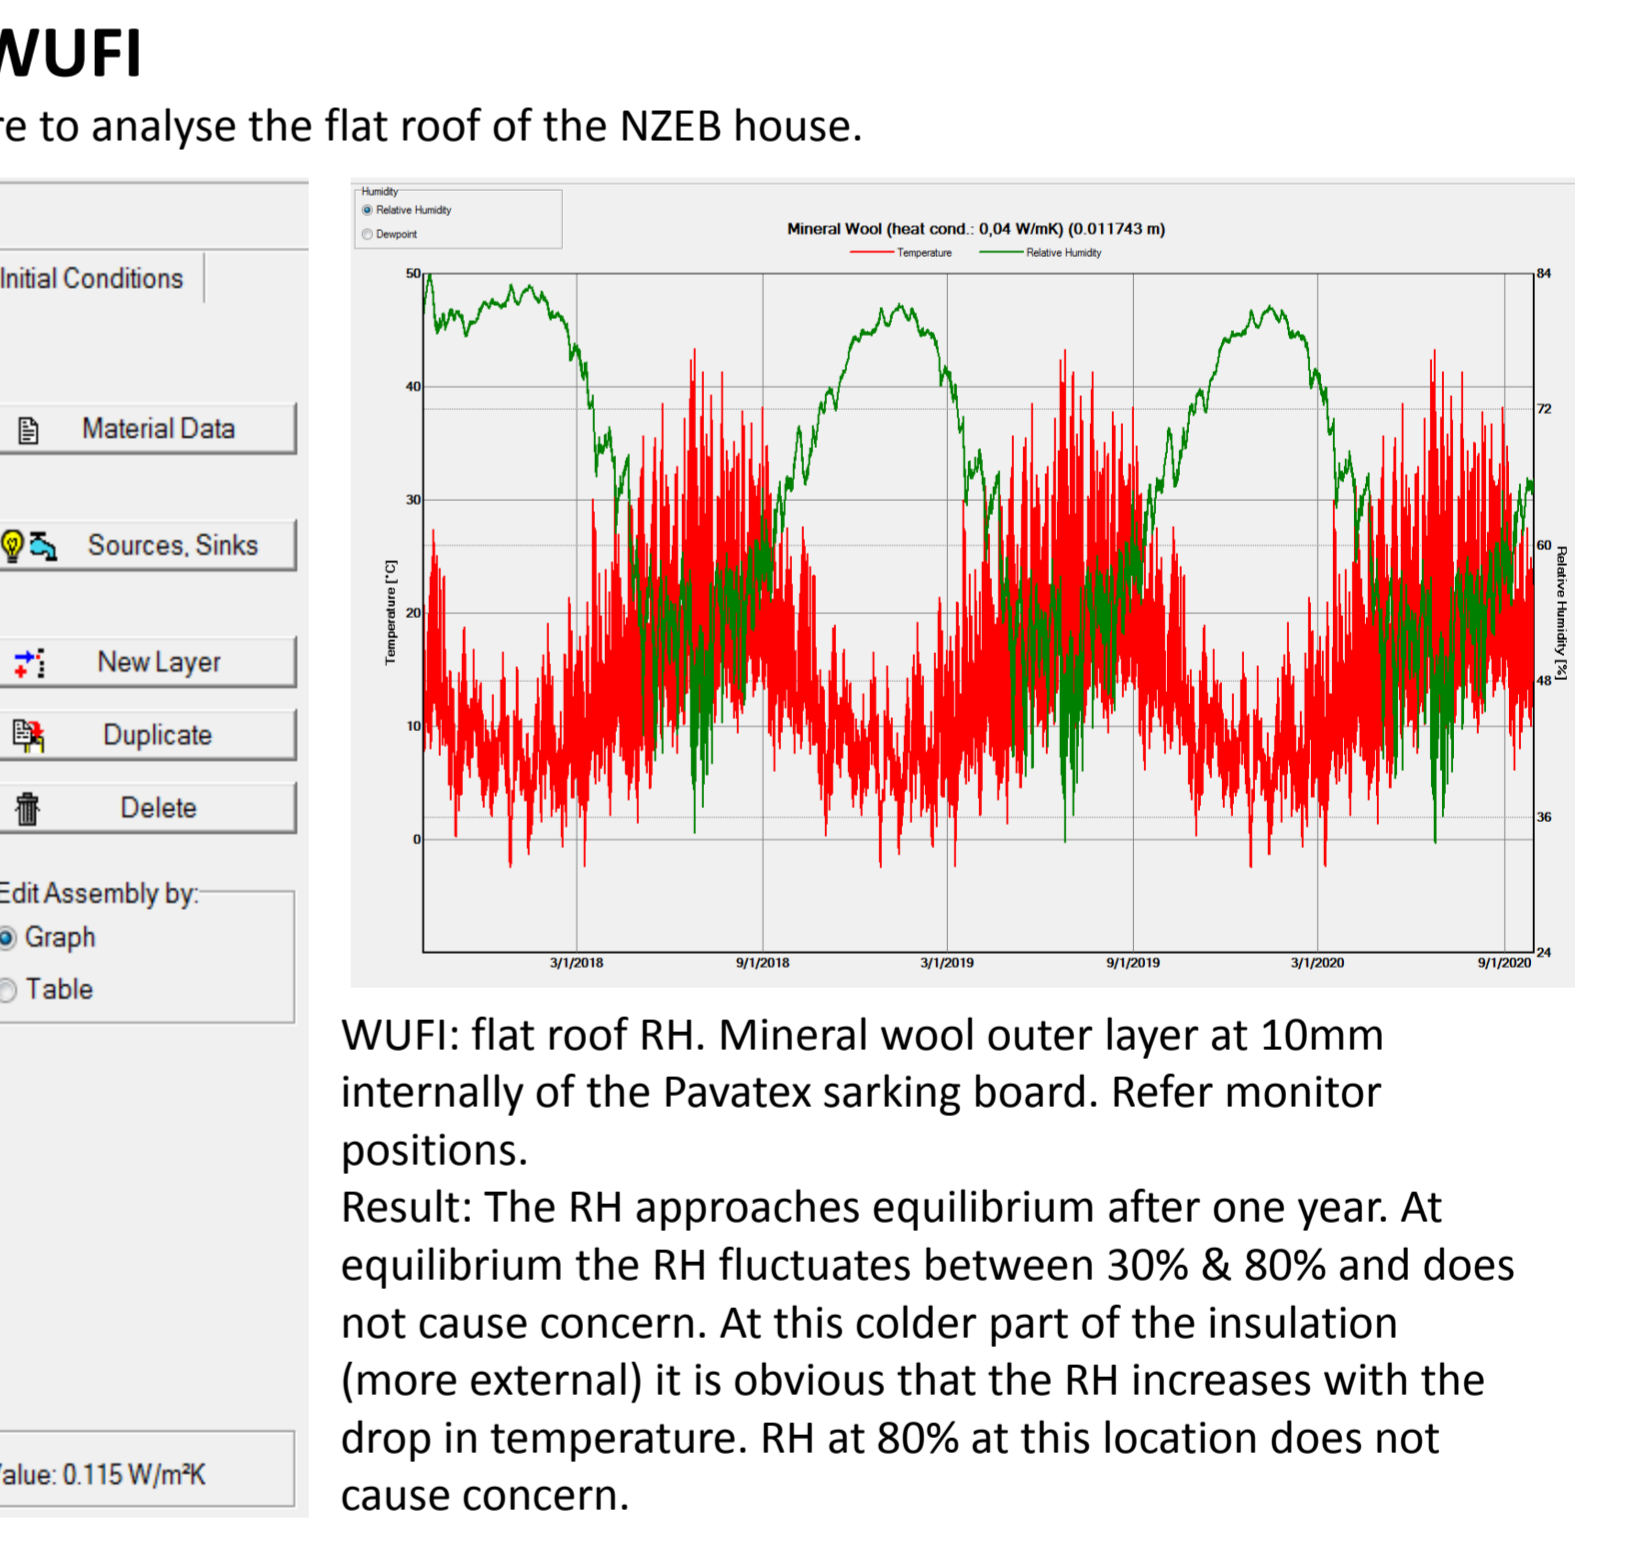 WUFI
re to analyse the flat roof of the NZEB house.
Initial Conditions
Material Data
Sources, Sinks
New Layer
Duplicate
Delete
Edit Assembly by:
Graph
Table
Value: 0.115 W/m²K
Humidity
Relative Humidity
Dewpoint
Mineral Wool (heat cond.: 0,04 W/mK) (0.011743 m)
Temperature Relative Humidity
50
40
30
20
10
0
Temperature [°C]
84
72
60
48
36
24
Relative Humidity [%]
3/1/2018 9/1/2018 3/1/2019 9/1/2019 3/1/2020 9/1/2020
WUFI: flat roof RH. Mineral wool outer layer at 10mm
internally of the Pavatex sarking board. Refer monitor
positions.
Result: The RH approaches equilibrium after one year. At
equilibrium the RH fluctuates between 30% & 80% and does
not cause concern. At this colder part of the insulation
(more external) it is obvious that the RH increases with the
drop in temperature. RH at 80% at this location does not
cause concern.